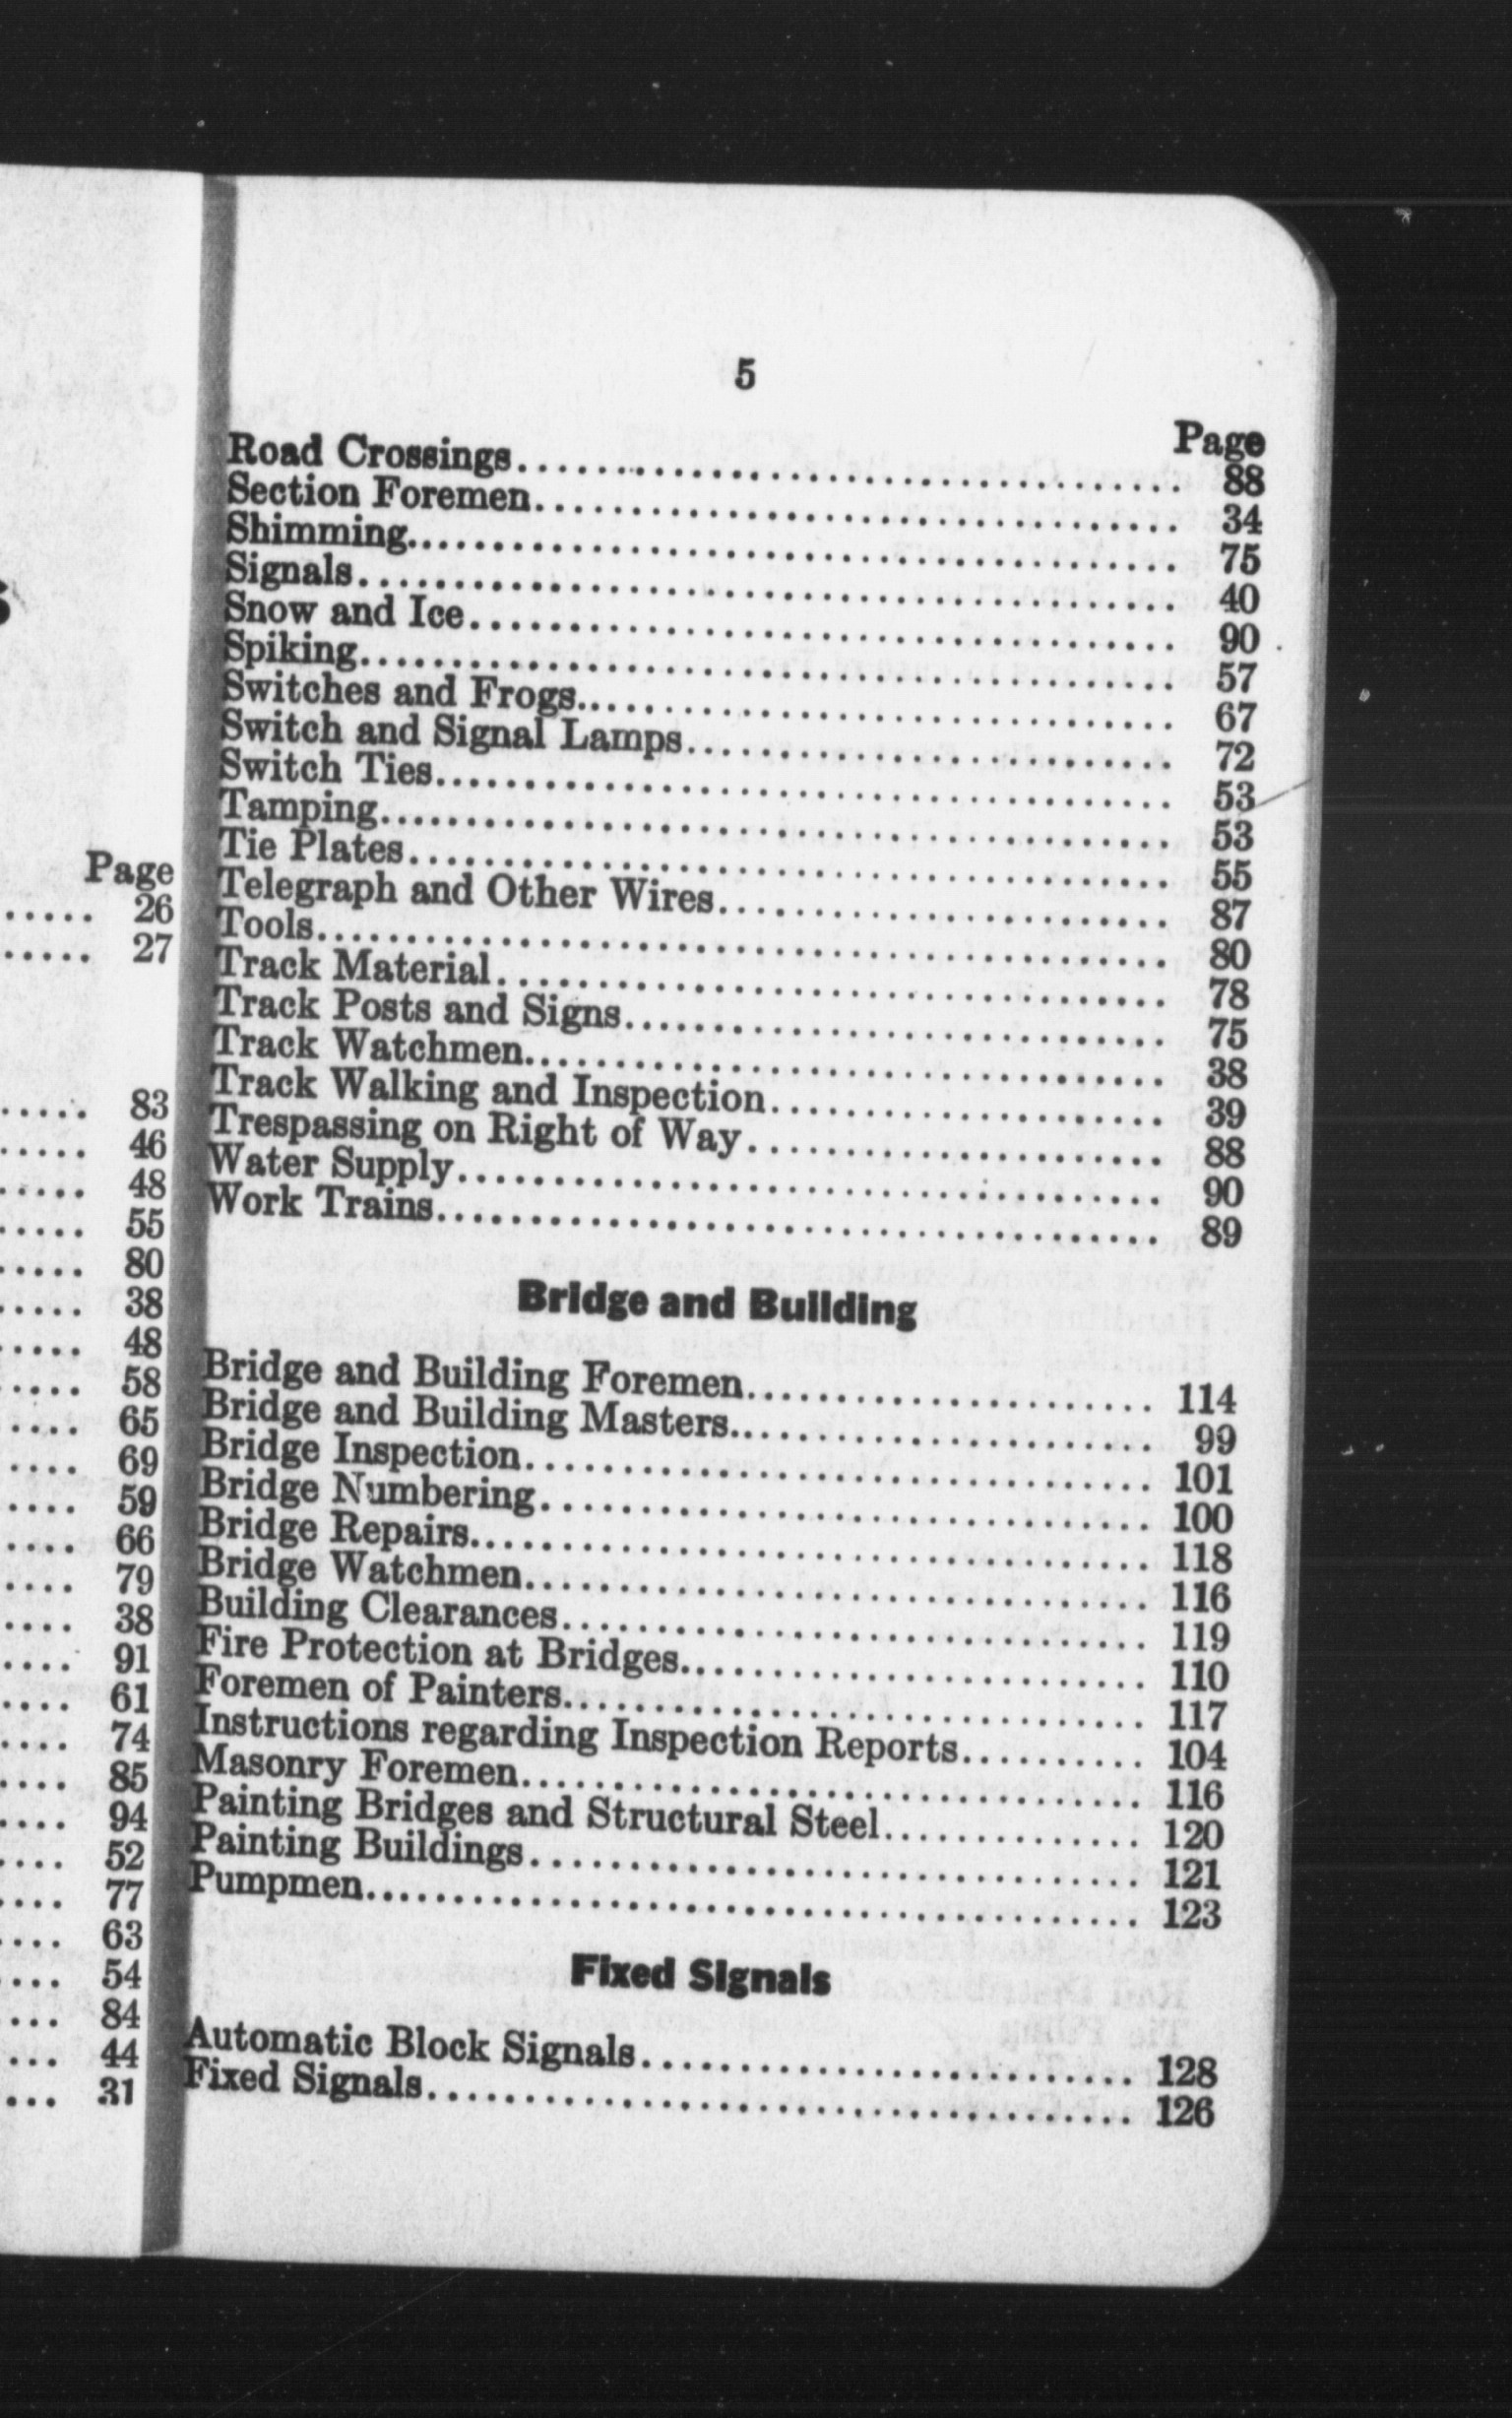 Page
..... 26
..... 27
..... 83
..... 46
..... 48
..... 55
..... 80
..... 38
..... 48
..... 58
.... 65
.... 69
.... 59
.... 66
.... 79
.... 38
.... 91
.... 61
.... 74
.... 85
.... 94
.... 52
.... 77
.... 63
... 54
... 84
... 44
... 31
5
Page
Road Crossings........................................ 88
Section Foremen........................................ 34
Shimming........................................ 75
Signals........................................ 40
Snow and Ice........................................ 90
Spiking........................................ 57
Switches and Frogs........................................ 67
Switch and Signal Lamps........................................ 72
Switch Ties........................................ 53
Tamping........................................ 53
Tie Plates........................................ 55
Telegraph and Other Wires........................................ 87
Tools........................................ 80
Track Material........................................ 78
Track Posts and Signs........................................ 75
Track Watchmen........................................ 38
Track Walking and Inspection........................................ 39
Trespassing on Right of Way........................................ 88
Water Supply........................................ 90
Work Trains........................................ 89
Bridge and Building
Bridge and Building Foremen........................ 114
Bridge and Building Masters........................ 99
Bridge Inspection........................ 101
Bridge Numbering........................ 100
Bridge Repairs........................ 118
Bridge Watchmen........................ 116
Building Clearances........................ 119
Fire Protection at Bridges........................ 110
Foremen of Painters........................ 117
Instructions regarding Inspection Reports.......... 104
Masonry Foremen........................ 116
Painting Bridges and Structural Steel.............. 120
Painting Buildings........................ 121
Pumpmen........................ 123
Fixed Signals
Automatic Block Signals........................ 128
Fixed Signals........................ 126